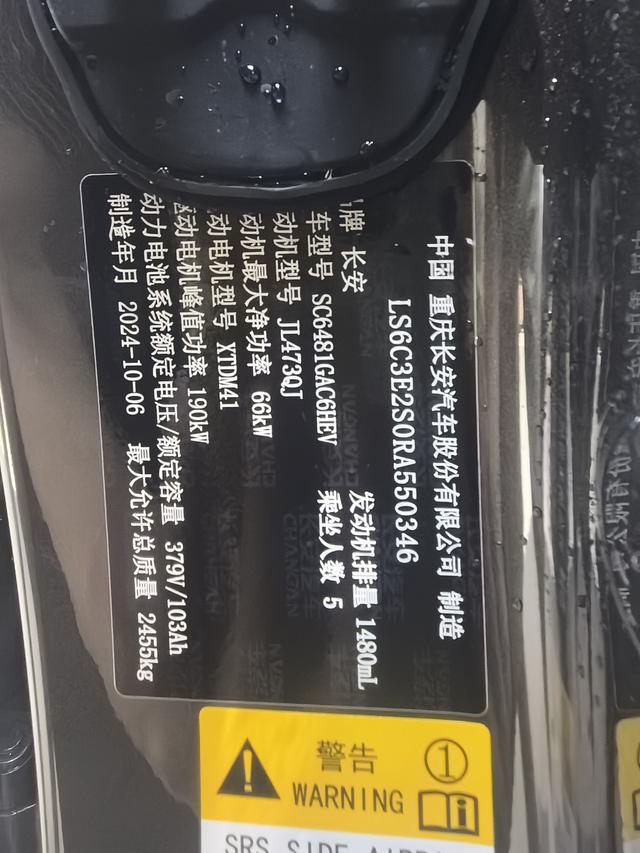 中国 重庆长安汽车股份有限公司 制造
LS6C3E2S0RA550346
牌 长安
车型号 SC6481GAC6HEV 发动机排量 1480mL
动机型号 JL473QJ 乘坐人数 5
动机最大净功率 66kW
动电机型号 XTDM41
动电机峰值功率 190kW
动力电池系统额定电压/额定容量 379V/103Ah
制造年月 2024-10-06 最大允许总质量 2455kg
警告
WARNING
1
SRS SIDE AIRBAG